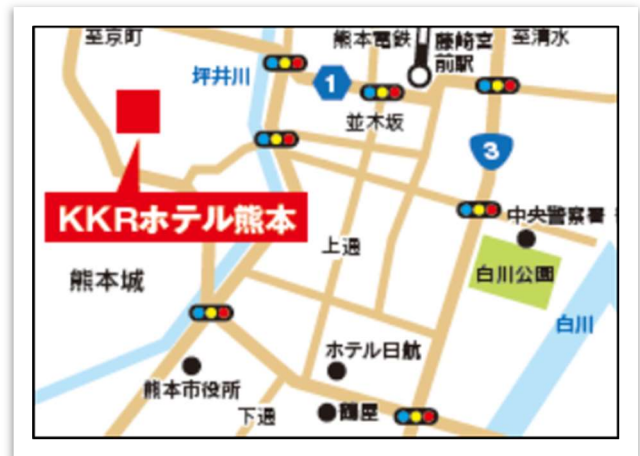 至京町
熊本電鉄
藤崎宮
前駅
至清水
坪井川
1
並木坂
3
KKRホテル熊本
中央警察署
上通
熊本城
白川公園
白川
ホテル日航
熊本市役所
下通
鶴屋